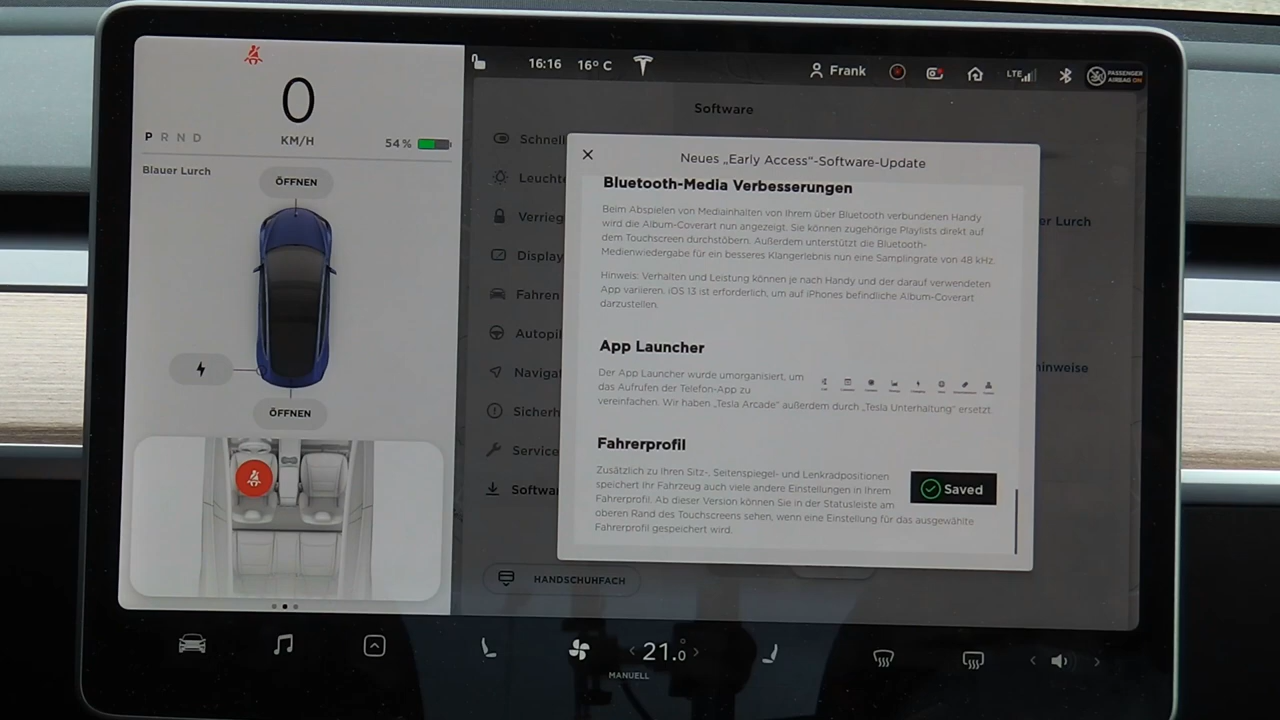 0
KM/H
P R N D
54 %
Blauer Lurch
ÖFFNEN
ÖFFNEN
16:16 16° C
Frank
LTE
PASSENGER
AIRBAG ON
Software
Schnell
Leuchte
Verrieg
Display
Fahren
Autopil
Naviga
Sicherh
Service
Softwa
er Lurch
hinweise
Neues „Early Access"-Software-Update
Bluetooth-Media Verbesserungen
Beim Abspielen von Mediainhalten von Ihrem über Bluetooth verbundenen Handy
wird die Album-Coverart nun angezeigt. Sie können zugehörige Playlists direkt auf
dem Touchscreen durchstöbern. Außerdem unterstützt die Bluetooth-
Medienwiedergabe für ein besseres Klangerlebnis nun eine Samplingrate von 48 kHz.
Hinweis: Verhalten und Leistung können je nach Handy und der darauf verwendeten
App variieren. iOS 13 ist erforderlich, um auf iPhones befindliche Album-Coverart
darzustellen.
App Launcher
Der App Launcher wurde umorganisiert, um
das Aufrufen der Telefon-App zu
vereinfachen. Wir haben „Tesla Arcade" außerdem durch „Tesla Unterhaltung" ersetzt
Fahrerprofil
Zusätzlich zu Ihren Sitz-, Seitenspiegel- und Lenkradpositionen
speichert Ihr Fahrzeug auch viele andere Einstellungen in Ihrem
Fahrerprofil. Ab dieser Version können Sie in der Statusleiste am
oberen Rand des Touchscreens sehen, wenn eine Einstellung für das ausgewählte
Fahrerprofil gespeichert wird.
Saved
HANDSCHUHFACH
21.0
MANUELL